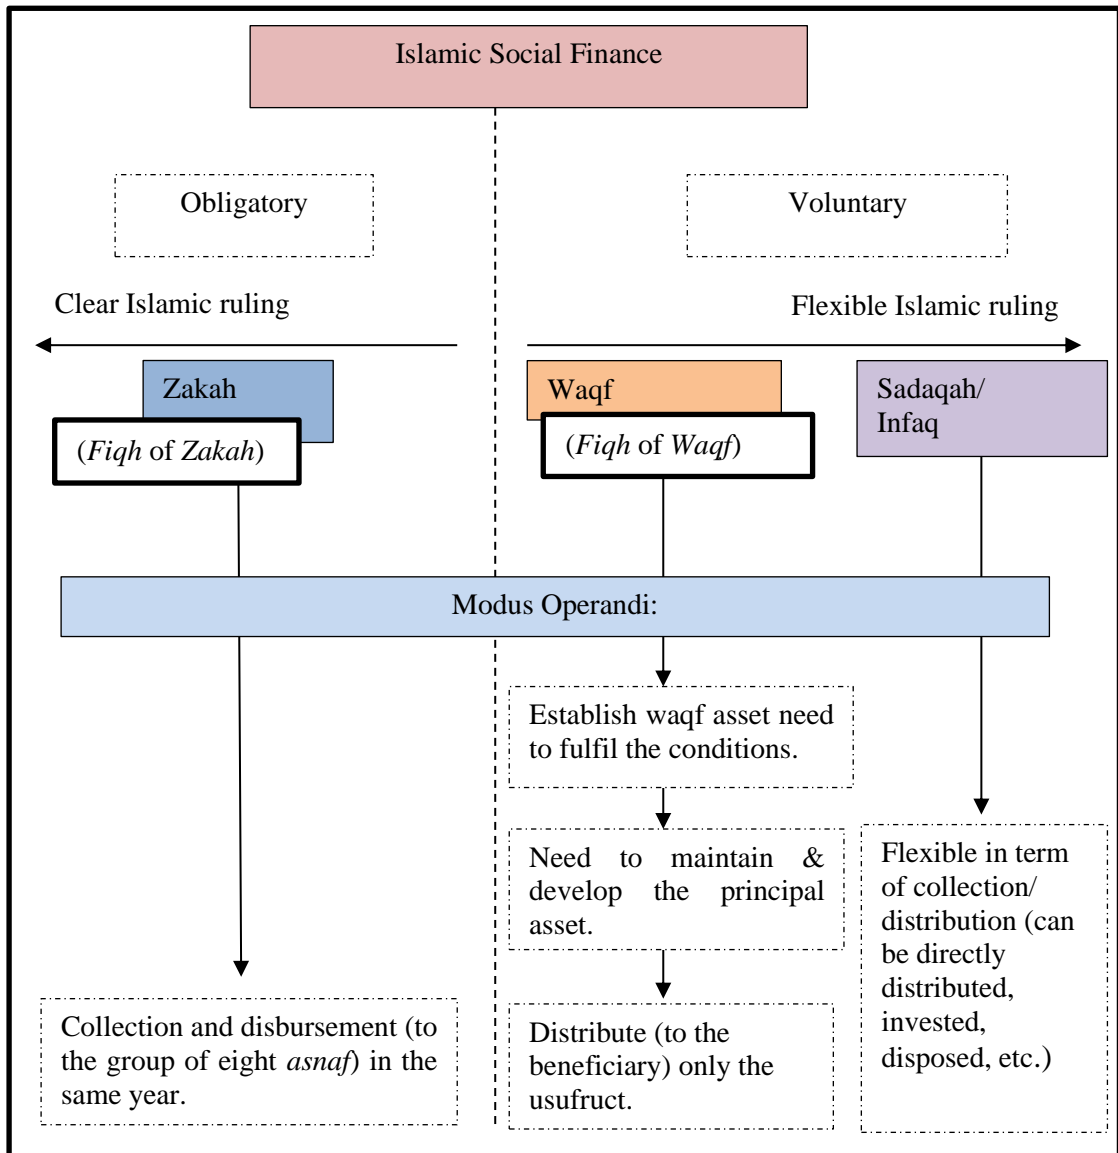 Islamic Social Finance
Obligatory
Voluntary
Clear Islamic ruling
Flexible Islamic ruling
Zakah
(Fiqh of Zakah)
Waqf
(Fiqh of Waqf)
Sadaqah/
Infaq
Modus Operandi:
Establish waqf asset need
to fulfil the conditions.
Need to maintain &
develop the principal
asset.
Distribute (to the
beneficiary) only the
usufruct.
Flexible in term
of collection/
distribution (can
be directly
distributed,
invested,
disposed, etc.)
Collection and disbursement (to
the group of eight asnaf) in the
same year.